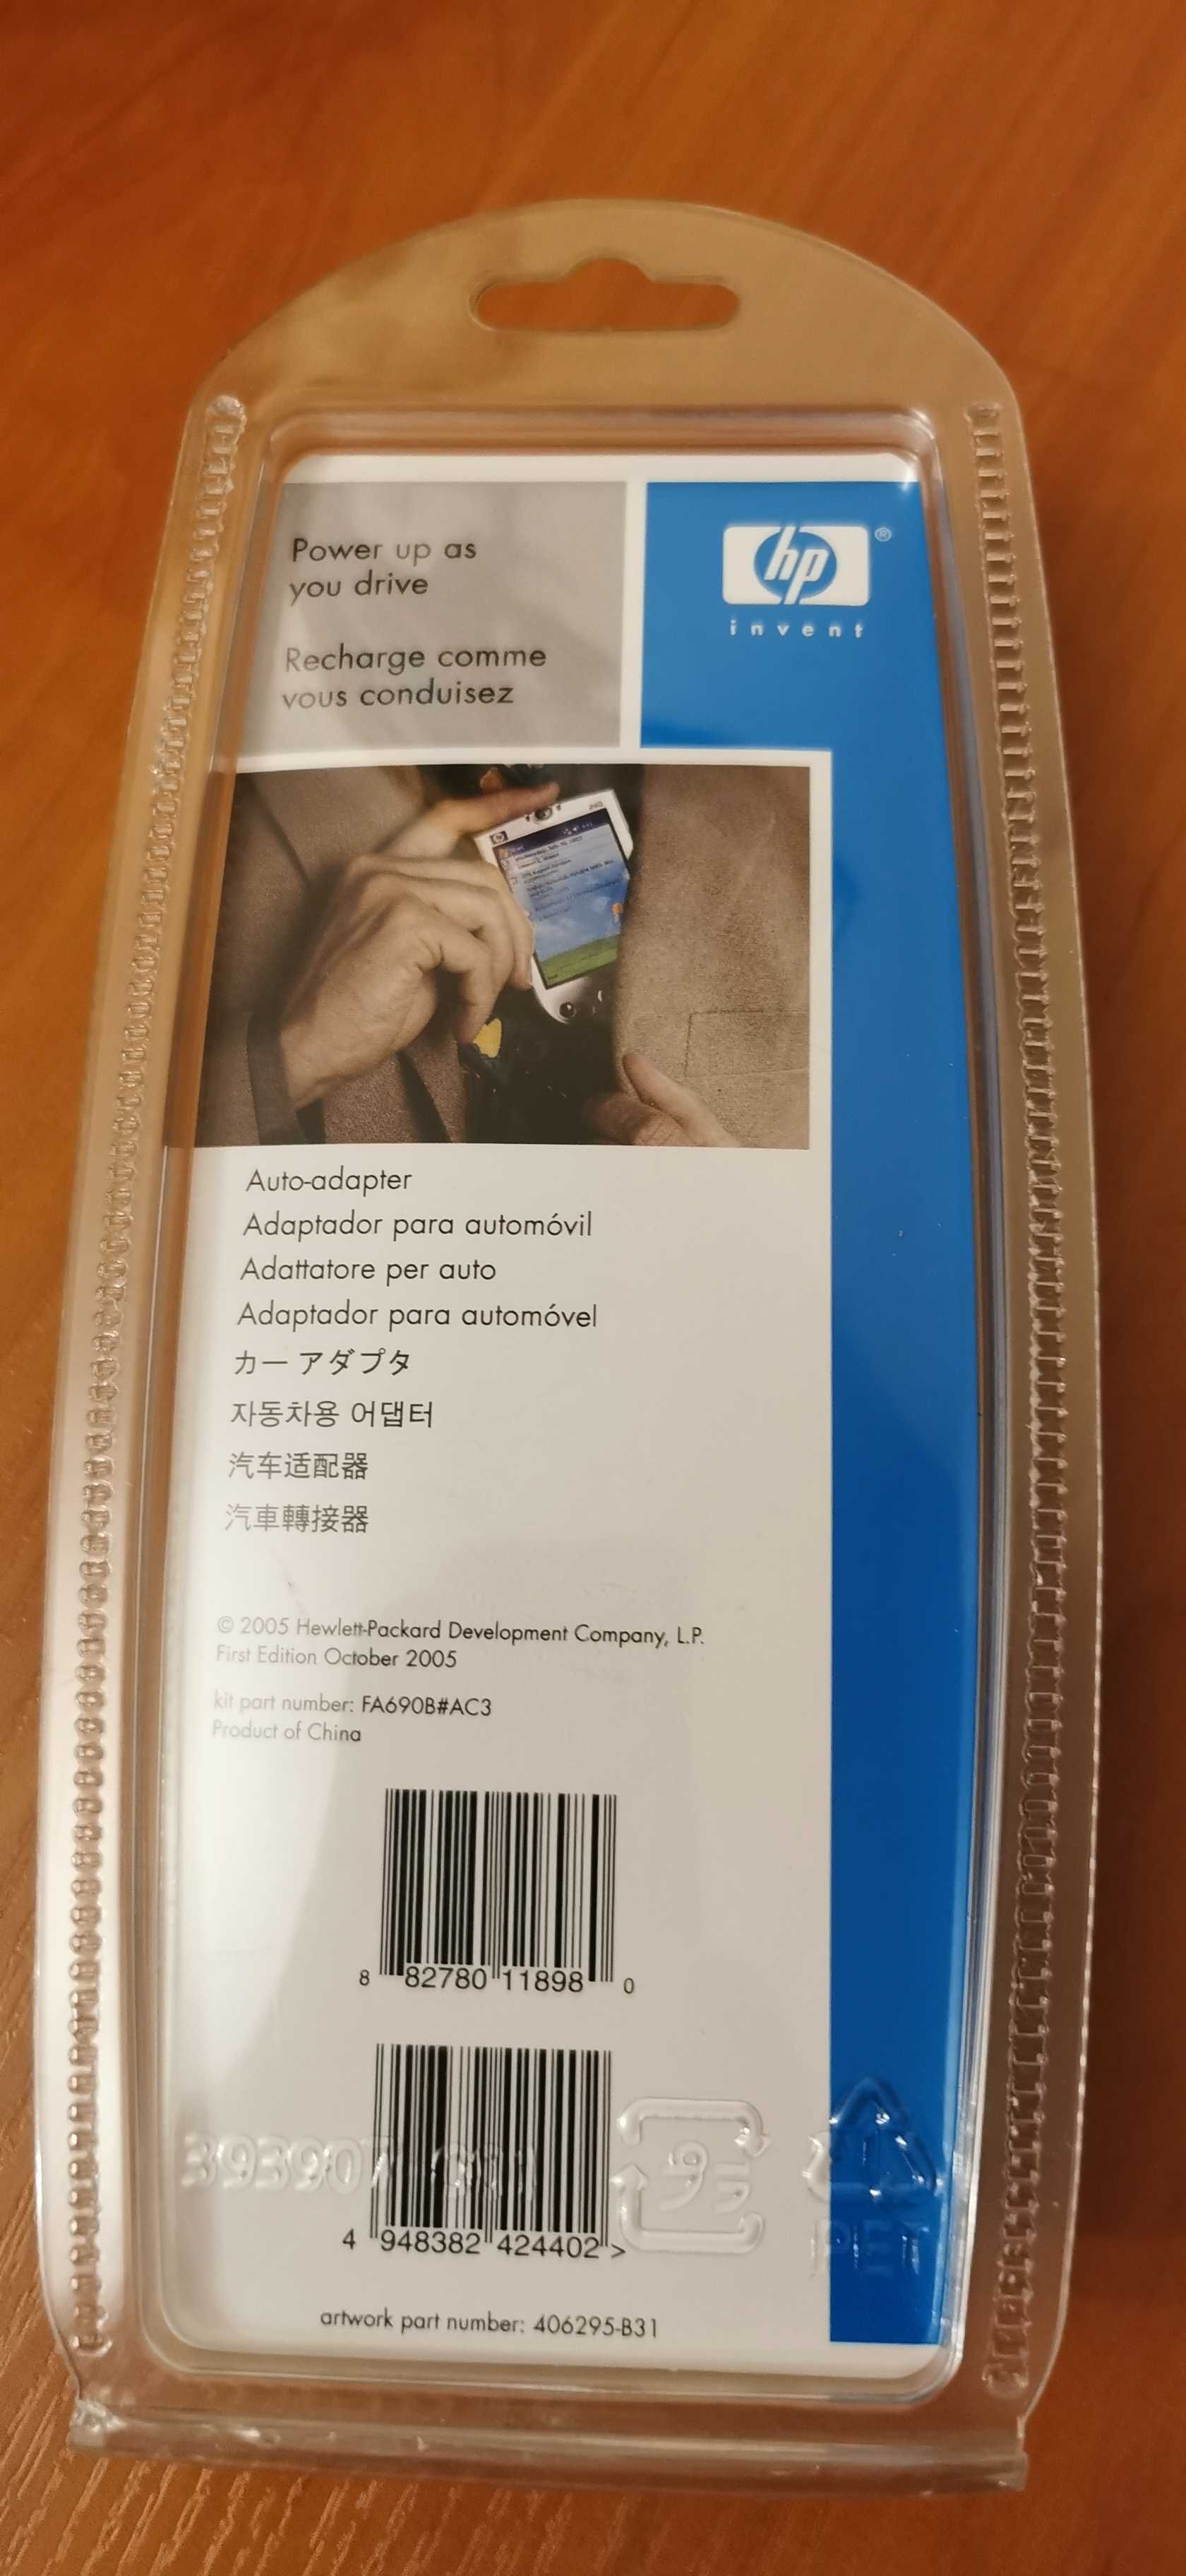 Power up as
you drive
Recharge comme
vous conduisez
hp
®
invent
Auto-adapter
Adaptador para automóvil
Adattatore per auto
Adaptador para automóvel
カー アダプタ
자동차용 어댑터
汽车适配器
汽車轉接器
© 2005 Hewlett-Packard Development Company, L.P.
First Edition October 2005
kit part number: FA690B#AC3
Product of China
8 82780 11898 0
393907
PET
4 948382 424402 >
artwork part number: 406295-B31